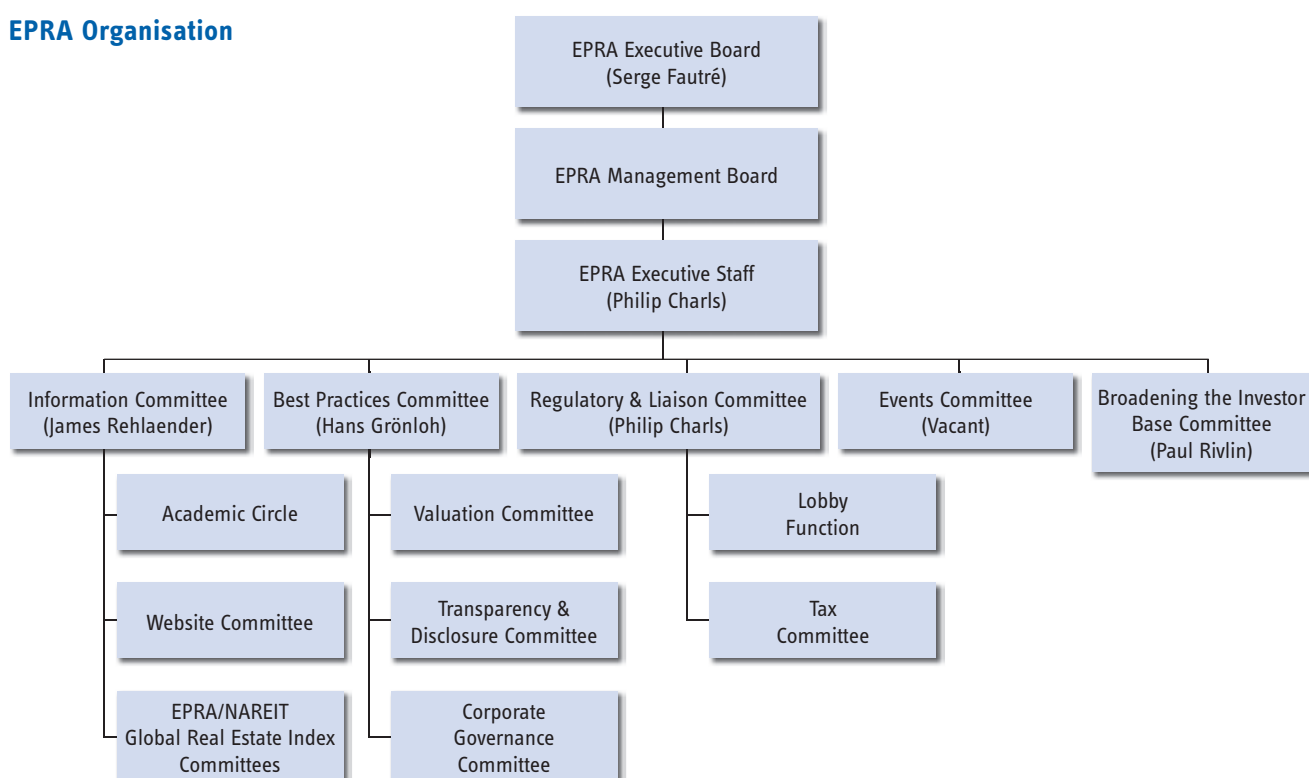 EPRA Organisation
EPRA Executive Board
(Serge Fautré)
EPRA Management Board
EPRA Executive Staff
(Philip Charls)
Information Committee
(James Rehlaender)
Best Practices Committee
(Hans Grönloh)
Regulatory & Liaison Committee
(Philip Charls)
Events Committee
(Vacant)
Broadening the Investor
Base Committee
(Paul Rivlin)
Academic Circle
Valuation Committee
Lobby
Function
Website Committee
Transparency &
Disclosure Committee
Tax
Committee
EPRA/NAREIT
Global Real Estate Index
Committees
Corporate
Governance
Committee